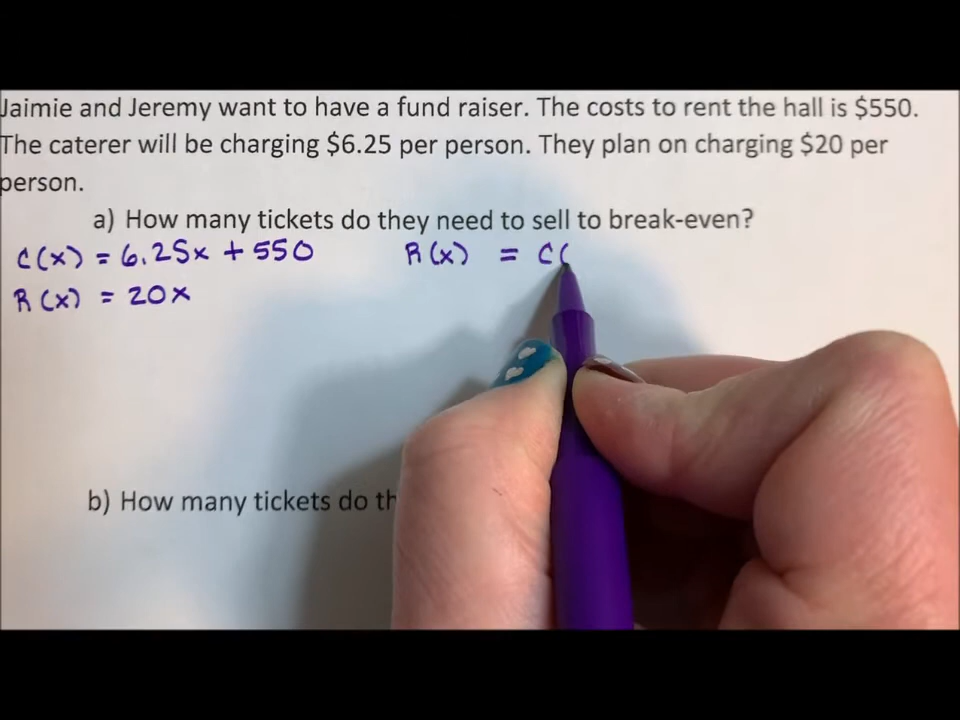 Jaimie and Jeremy want to have a fund raiser. The costs to rent the hall is $550.
The caterer will be charging $6.25 per person. They plan on charging $20 per
person.
a) How many tickets do they need to sell to break-even?
C(x) = 6.25x + 550 R(x) = C(
R(x) = 20x
b) How many tickets do th